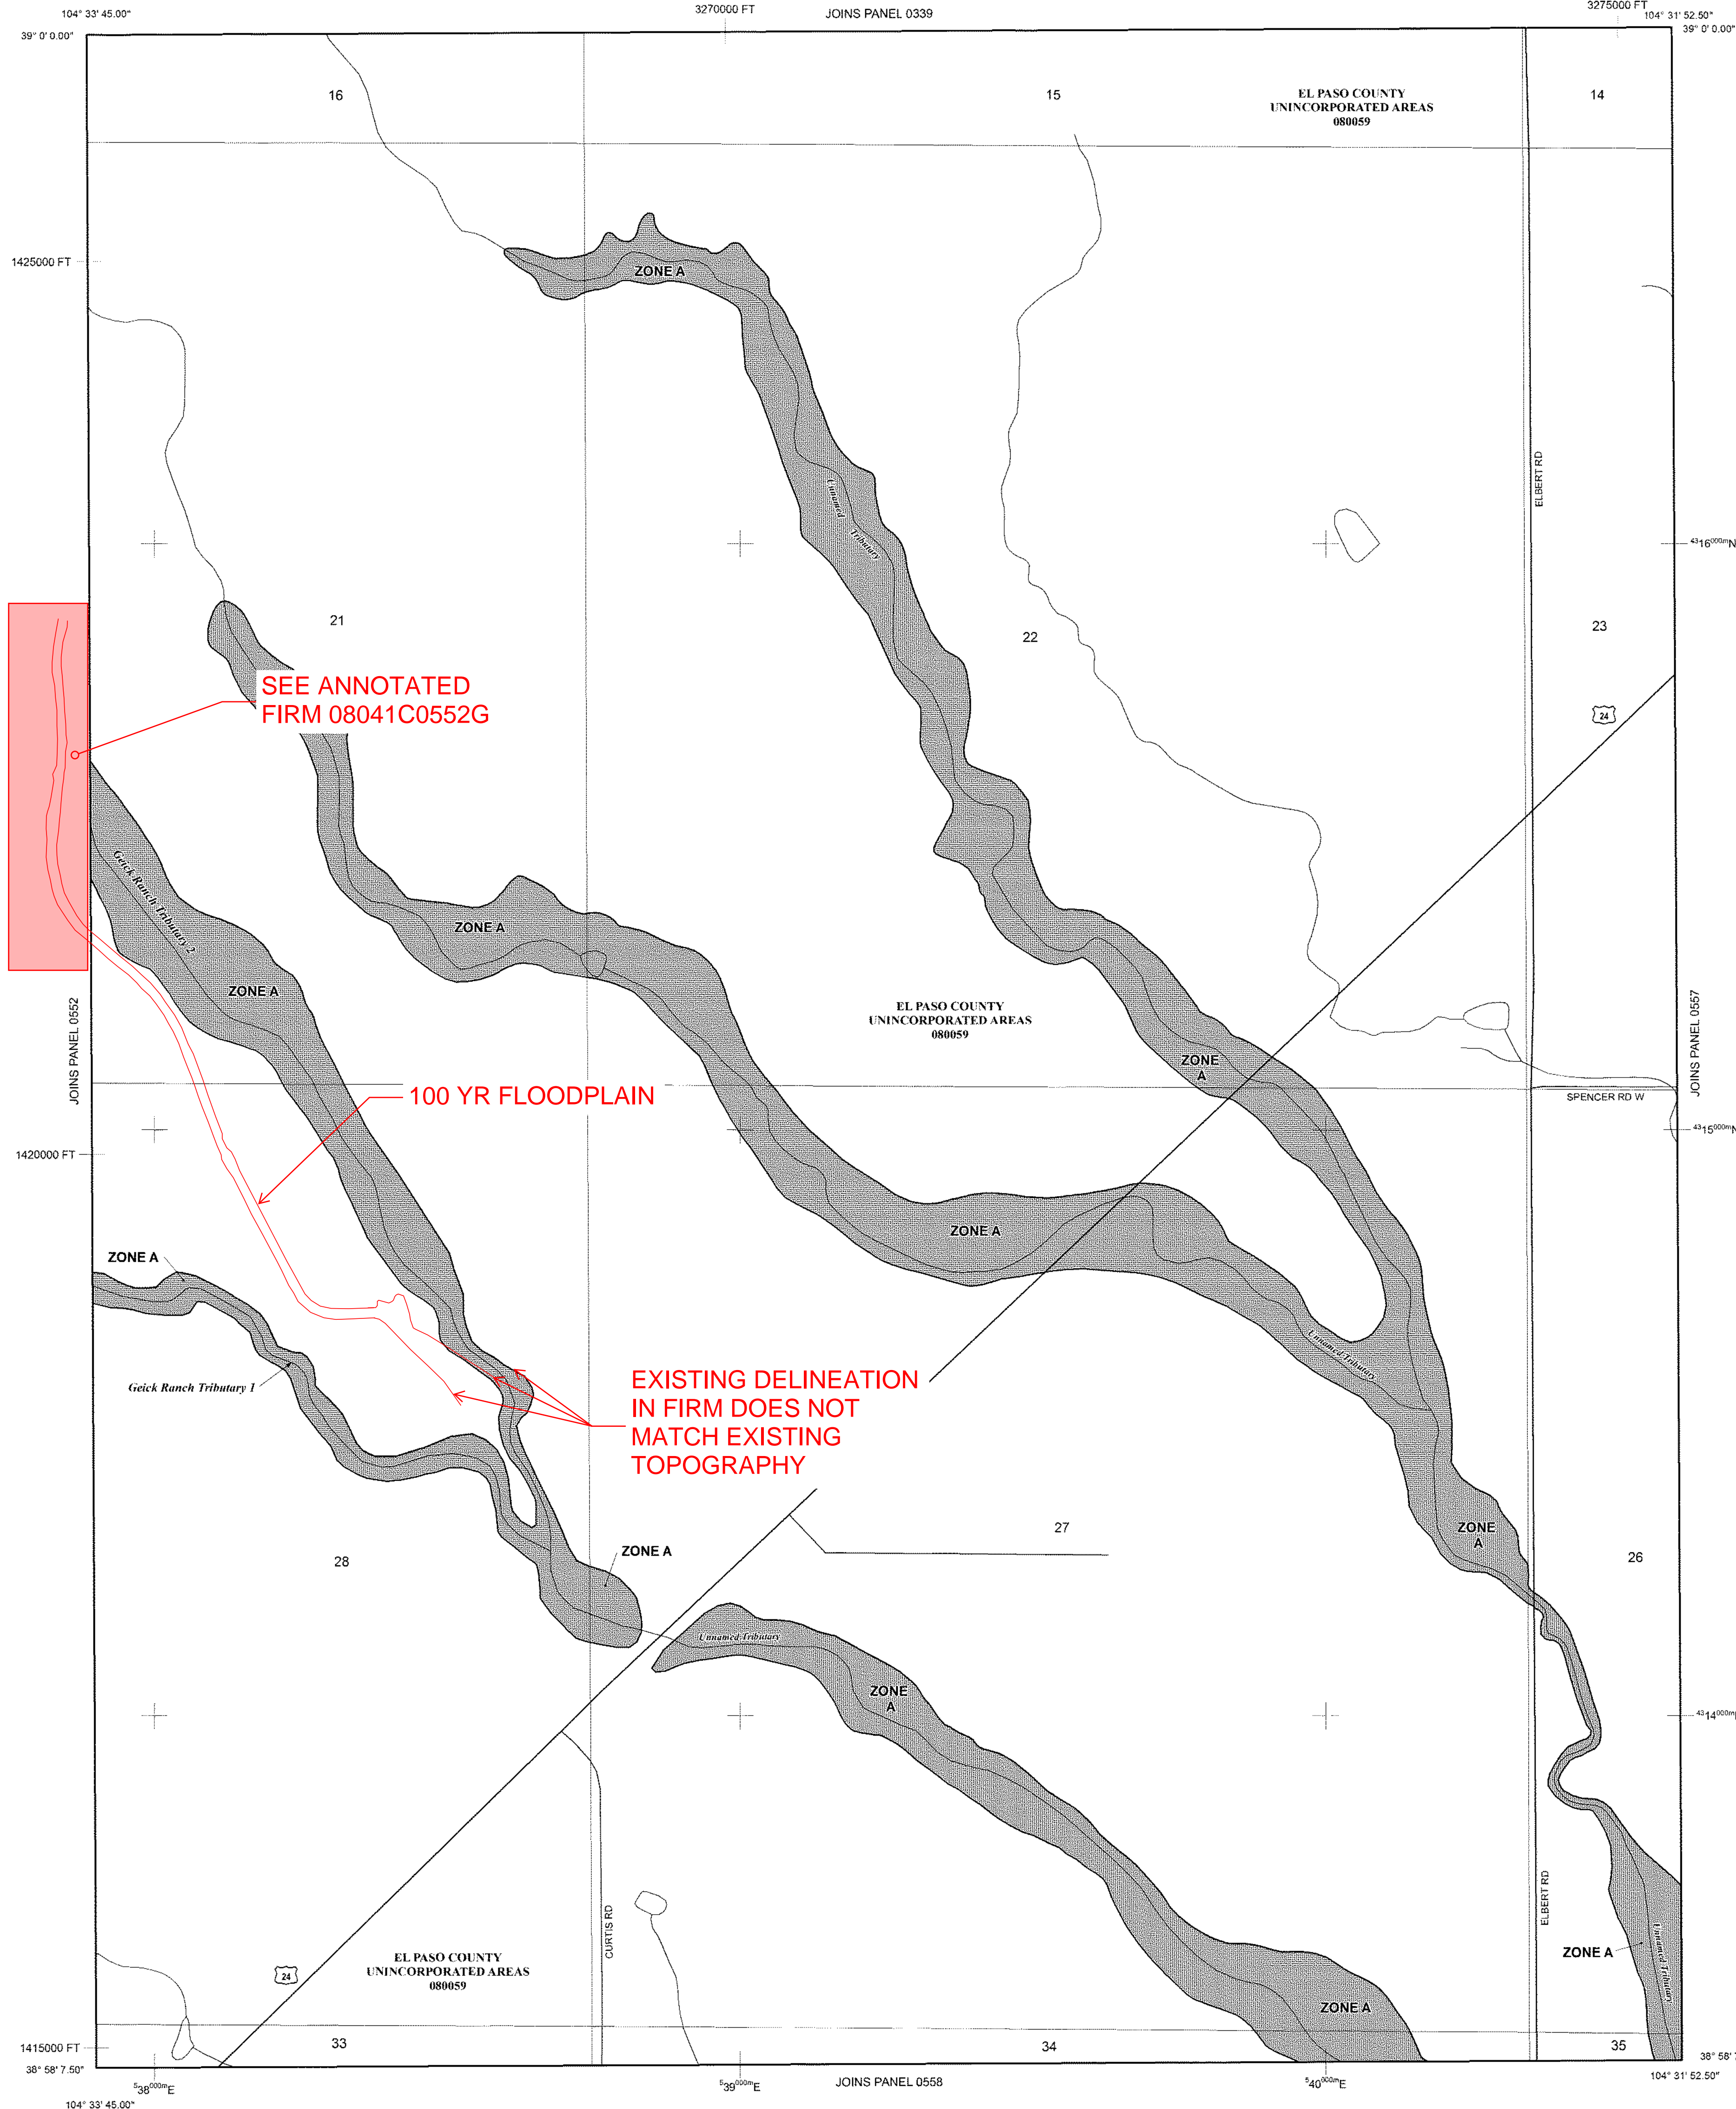 104° 33' 45.00"
3270000 FT
JOINS PANEL 0339
3275000 FT
104° 31' 52.50"
39° 0' 0.00"
39° 0' 0.00"
16
15
EL PASO COUNTY
UNINCORPORATED AREAS
080059
14
1425000 FT
ZONE A
ELBERT RD
Unnamed
Tributary
4316000m N
21
22
23
SEE ANNOTATED
FIRM 08041C0552G
24
Geick Ranch Tributary 2
ZONE A
ZONE A
JOINS PANEL 0552
EL PASO COUNTY
UNINCORPORATED AREAS
080059
JOINS PANEL 0557
ZONE
A
100 YR FLOODPLAIN
SPENCER RD W
4315000m N
1420000 FT
ZONE A
ZONE A
Unnamed Tributary
Geick Ranch Tributary 1
EXISTING DELINEATION
IN FIRM DOES NOT
MATCH EXISTING
TOPOGRAPHY
27
ZONE
A
28
ZONE A
26
Unnamed Tributary
ZONE
A
4314000m
CURTIS RD
ELBERT RD
EL PASO COUNTY
UNINCORPORATED AREAS
080059
24
ZONE A
Unnamed Tributary
ZONE A
33
34
35
1415000 FT
38° 58' 7.50"
38° 58' 7
538000m E
539000m E
JOINS PANEL 0558
540000m E
104° 31' 52.50"
104° 33' 45.00"